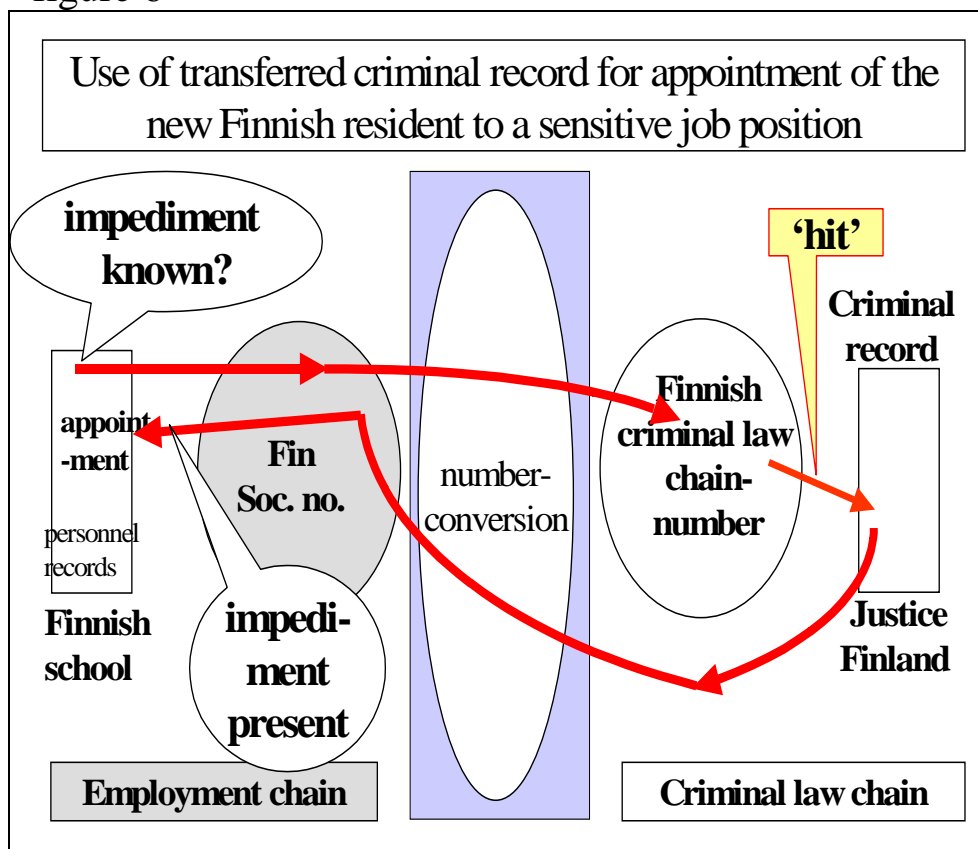 Use of transferred criminal record for appointment of the
new Finnish resident to a sensitive job position
impediment
known?
‘hit’
Criminal
record
appoint
-ment
personnel
records
Finnish
school
Fin
Soc. no.
impedi-
ment
present
number-
conversion
Finnish
criminal law
chain-
number
Justice
Finland
Employment chain
Criminal law chain